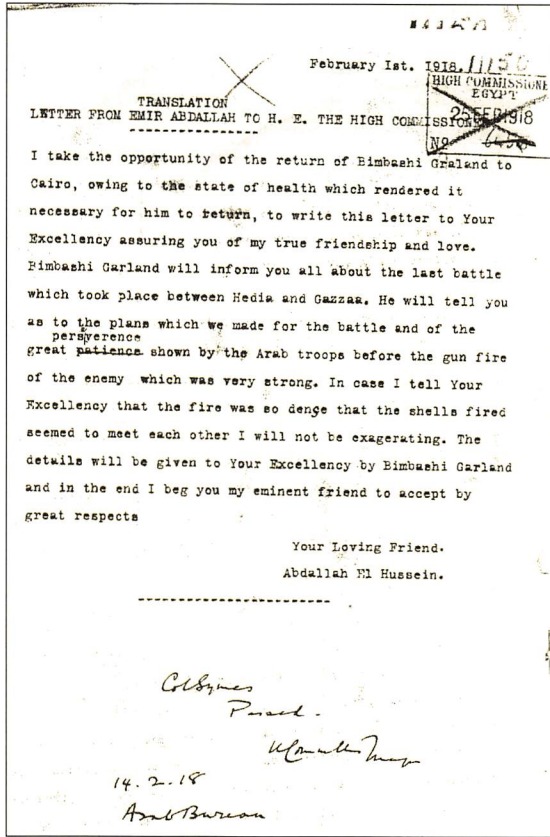 February 1st. 1918.
HIGH COMMISSIONE
EGYPT
25 FEB 1918
No
TRANSLATION
LETTER FROM EMIR ABDALLAH TO H. E. THE HIGH COMMISSIONE
I take the opportunity of the return of Bimbashi Graland to
Cairo, owing to the state of health which rendered it
necessary for him to return, to write this letter to Your
Excellency assuring you of my true friendship and love.
Bimbashi Garland will inform you all about the last battle
which took place between Hedia and Gazzaa. He will tell you
as to the plans which we made for the battle and of the
persverence
great patience shown by the Arab troops before the gun fire
of the enemy which was very strong. In case I tell Your
Excellency that the fire was so dense that the shells fired
seemed to meet each other I will not be exagerating. The
details will be given to Your Excellency by Bimbashi Garland
and in the end I beg you my eminent friend to accept by
great respects
Your Loving Friend.
Abdallah El Hussein.
Col Symes
Passed.
14.2.18
Arab Bureau